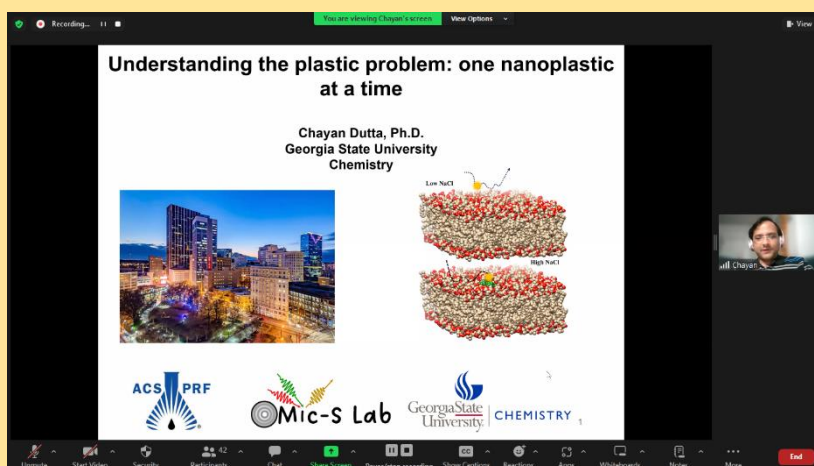 Recording...
You are viewing Chayan's screen
View Options
View
Understanding the plastic problem: one nanoplastic
at a time
Chayan Dutta, Ph.D.
Georgia State University
Chemistry
Low NaCl
High NaCl
Chayan
ACS PRF
Mic-S Lab
GeorgiaState
University
CHEMISTRY
1
Unmute
Start Video
Security
Participants
42
Chat
Share Screen
Pause/stop recording
Show Captions
Reactions
Apps
Whiteboards
Notes
More
End